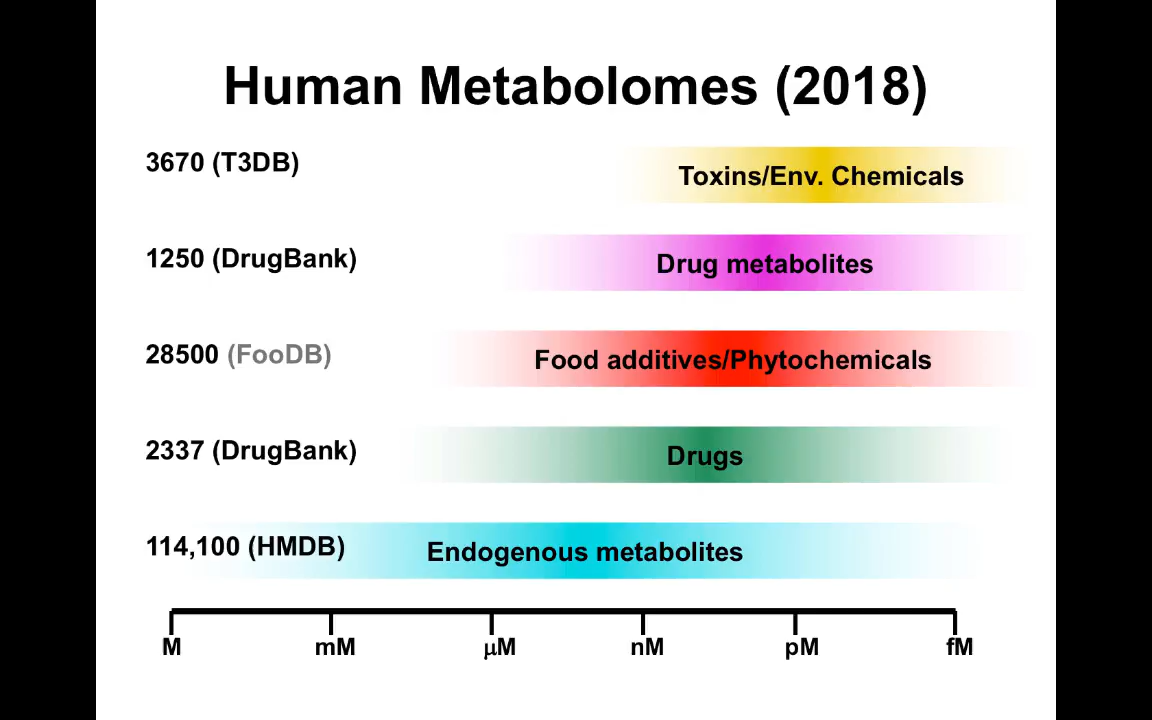 Human Metabolomes (2018)
3670 (T3DB)
Toxins/Env. Chemicals
1250 (DrugBank)
Drug metabolites
28500 (FooDB)
Food additives/Phytochemicals
2337 (DrugBank)
Drugs
114,100 (HMDB)
Endogenous metabolites
M mM μM nM pM fM